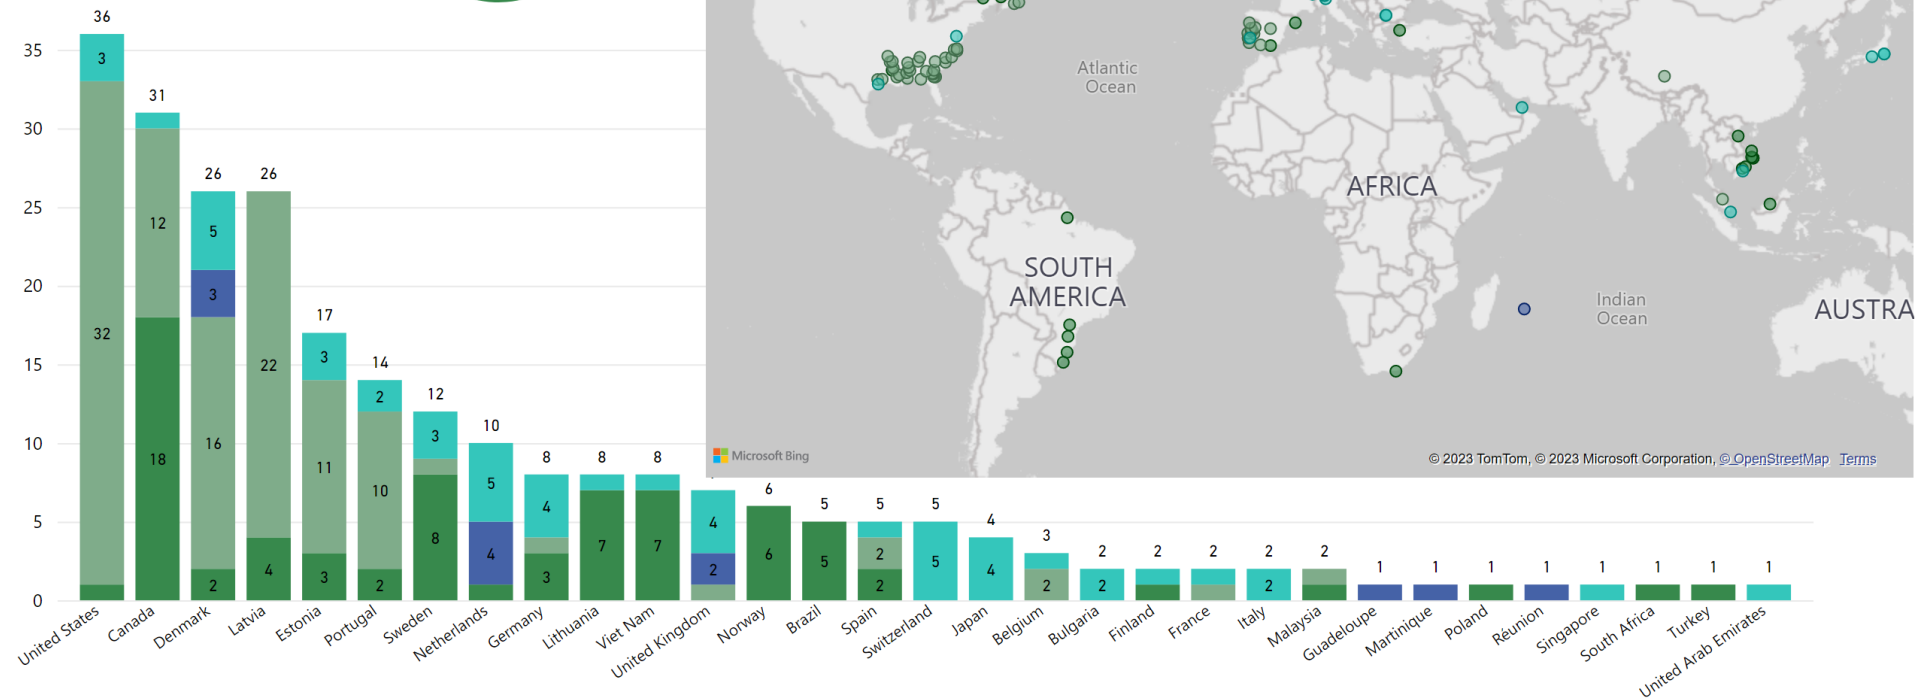 36
3
32
31
12
18
26
5
3
16
2
26
22
4
17
3
11
3
14
2
10
2
12
3
8
10
5
4
8
4
3
8
7
8
7
4
2
6
6
5
5
5
2
2
5
5
4
4
3
2
2
2
2
2
2
2
2
1
1
1
1
1
1
1
1
35
30
25
20
15
10
5
0
United States
Canada
Denmark
Latvia
Estonia
Portugal
Sweden
Netherlands
Germany
Lithuania
Viet Nam
United Kingdom
Norway
Brazil
Spain
Switzerland
Japan
Belgium
Bulgaria
Finland
France
Italy
Malaysia
Guadeloupe
Martinique
Poland
Réunion
Singapore
South Africa
Turkey
United Arab Emirates
Atlantic
Ocean
AFRICA
SOUTH
AMERICA
Indian
Ocean
AUSTRA
Microsoft Bing
© 2023 TomTom, © 2023 Microsoft Corporation, © OpenStreetMap Terms